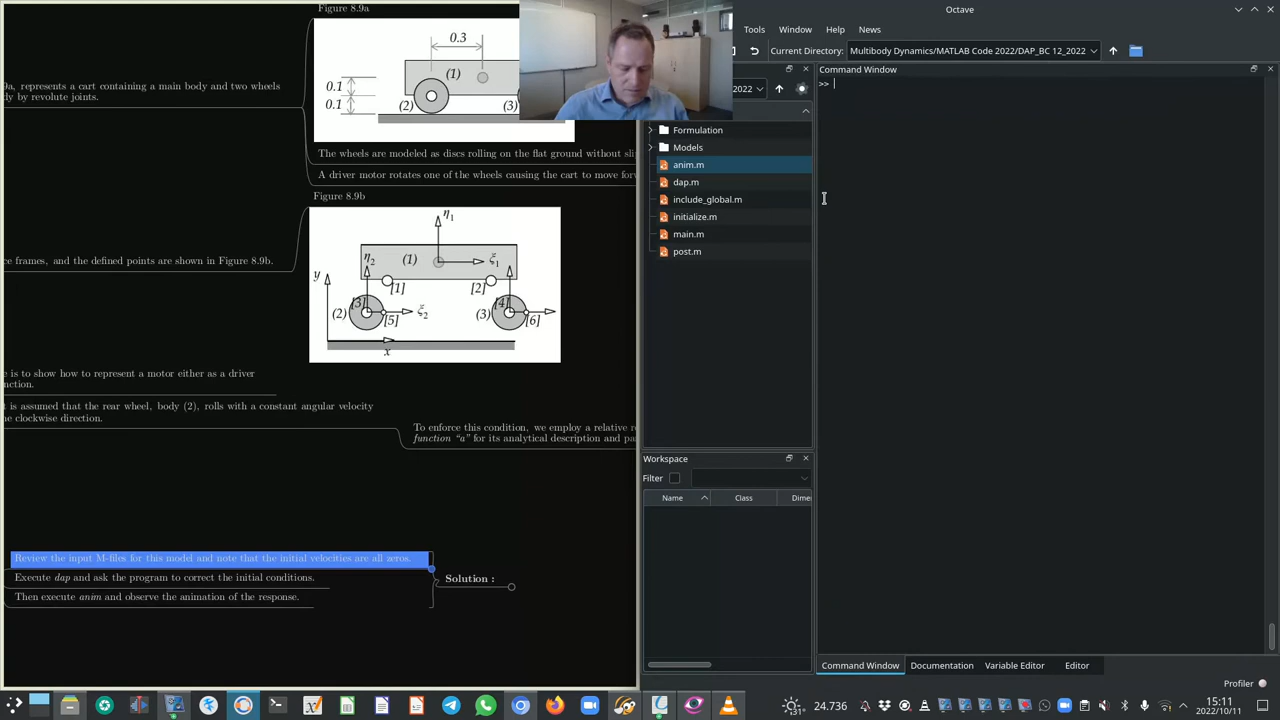 Figure 8.9a
0.3
(1)
0.1
0.1
(2)
(3)
9a, represents a cart containing a main body and two wheels
dy by revolute joints.
The wheels are modeled as discs rolling on the flat ground without
A driver motor rotates one of the wheels causing the cart to move
Figure 8.9b
η1
η2
(1)
ξ1
y
[1]
[2]
[3]
[4]
(2)
[5]
ξ2
(3)
[6]
x
ce frames, and the defined points are shown in Figure 8.9b.
e is to show how to represent a motor either as a driver
nction.
t is assumed that the rear wheel, body (2), rolls with a constant angular velocity
he clockwise direction.
To enforce this condition, we employ a relative
function "a" for its analytical description and
Review the input M-files for this model and note that the initial velocities are all zeros.
Execute dap and ask the program to correct the initial conditions.
Solution :
Then execute anim and observe the animation of the response.
Octave
Tools Window Help News
Current Directory: Multibody Dynamics/MATLAB Code 2022/DAP_BC 12_2022
Command Window
2022
>>
Formulation
Models
anim.m
dap.m
include_global.m
initialize.m
main.m
post.m
Workspace
Filter
Name Class Dime
Command Window Documentation Variable Editor Editor
Profiler
31°
24.736
15:11
2022/10/11